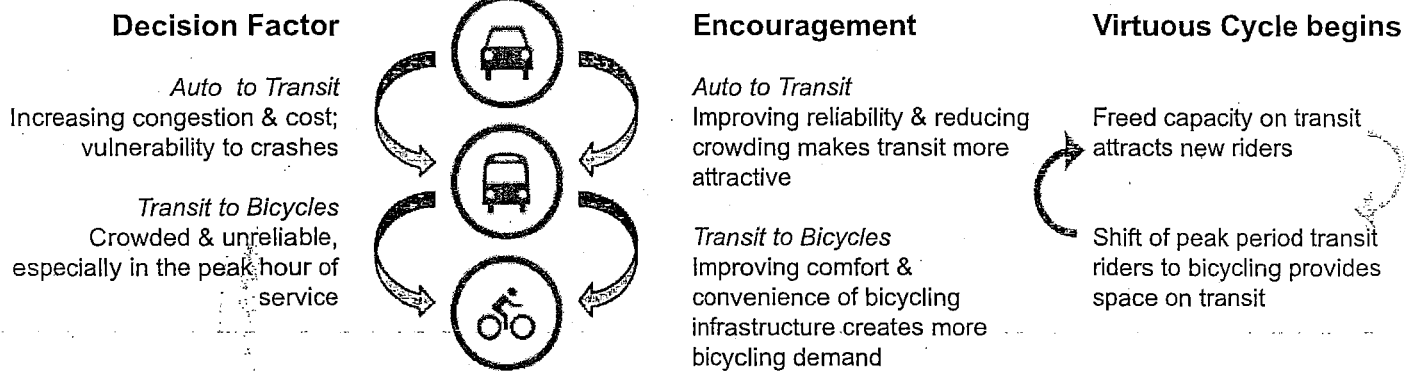 Decision Factor
Auto to Transit
Increasing congestion & cost;
vulnerability to crashes
Transit to Bicycles
Crowded & unreliable,
especially in the peak hour of
service
Encouragement
Auto to Transit
Improving reliability & reducing
crowding makes transit more
attractive
Transit to Bicycles
Improving comfort &
convenience of bicycling
infrastructure creates more
bicycling demand
Virtuous Cycle begins
Freed capacity on transit
attracts new riders
Shift of peak period transit
riders to bicycling provides
space on transit